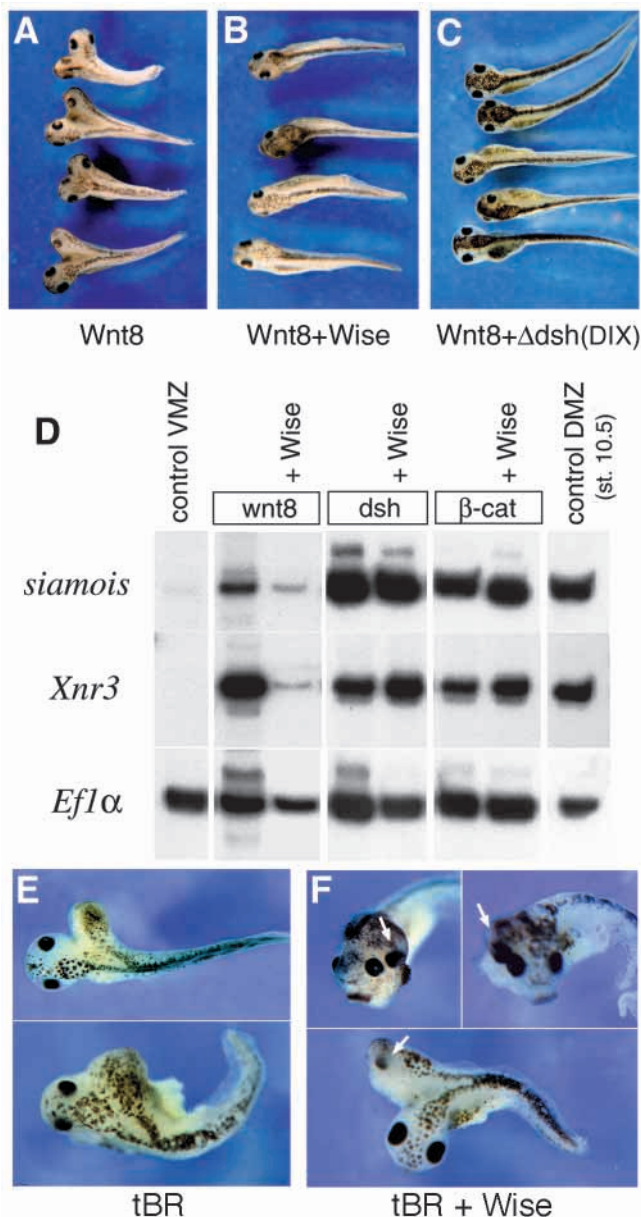 A
B
C
Wnt8
Wnt8+Wise
Wnt8+Δdsh(DIX)
D
control VMZ
+ Wise
+ Wise
+ Wise
control DMZ
(st. 10.5)
wnt8
dsh
β-cat
siamois
Xnr3
Ef1α
E
F
tBR
tBR + Wise